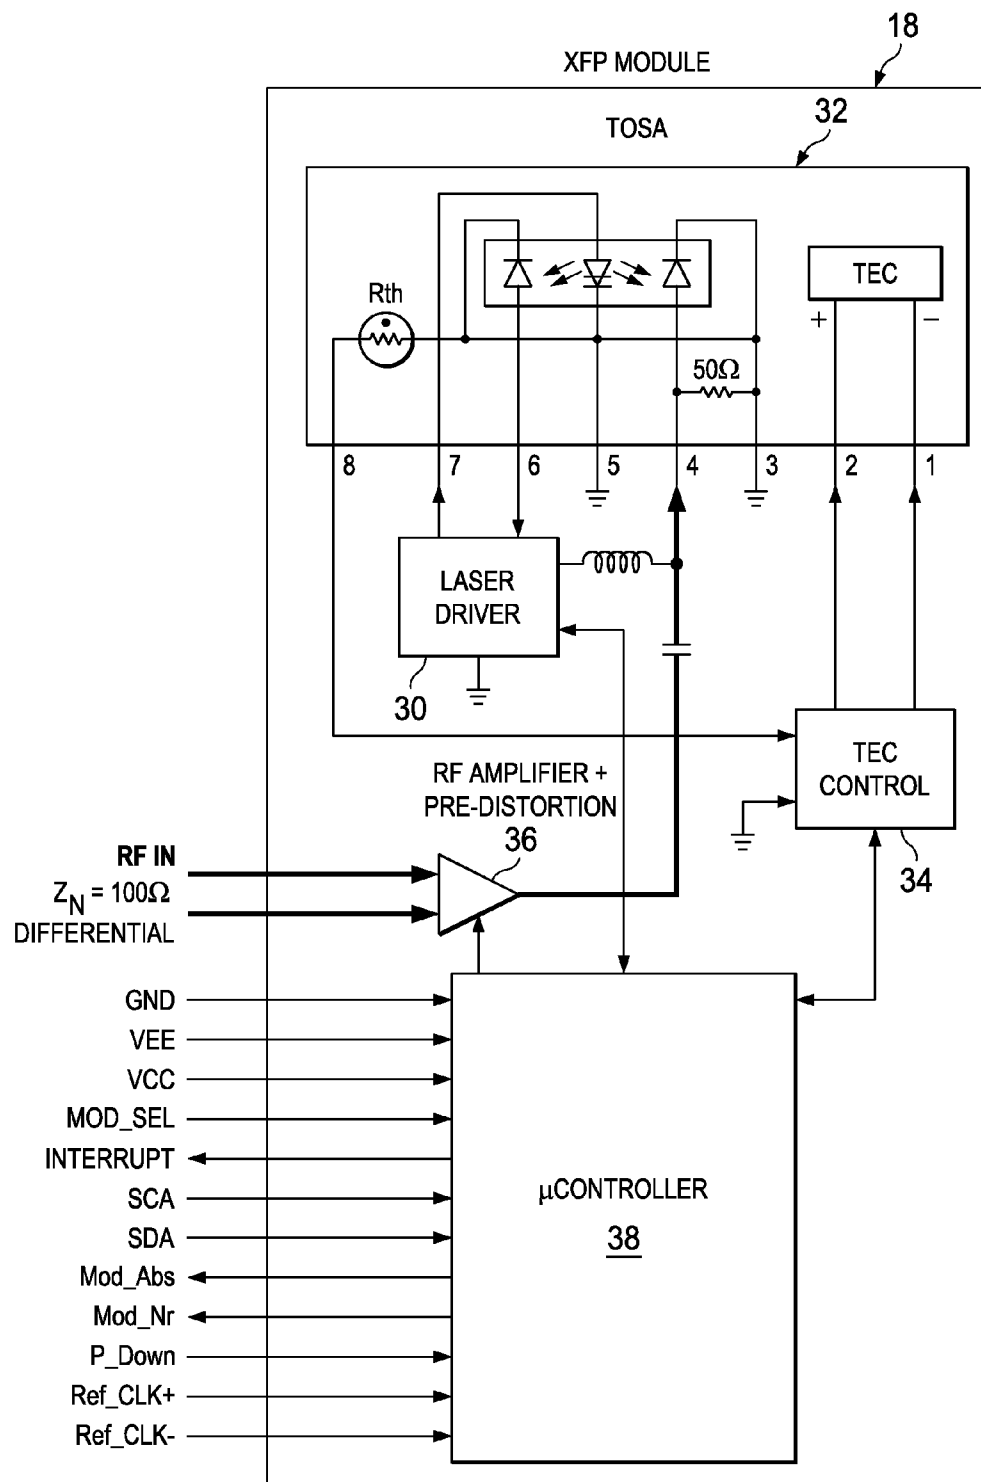 18
XFP MODULE
TOSA
32
TEC
Rth
+
−
50Ω
8
7
6
5
4
3
2
1
LASER
DRIVER
30
TEC
CONTROL
34
RF AMPLIFIER +
PRE-DISTORTION
36
RF IN
ZN = 100Ω
DIFFERENTIAL
GND
VEE
VCC
MOD_SEL
INTERRUPT
SCA
SDA
Mod_Abs
Mod_Nr
P_Down
Ref_CLK+
Ref_CLK-
µCONTROLLER
38